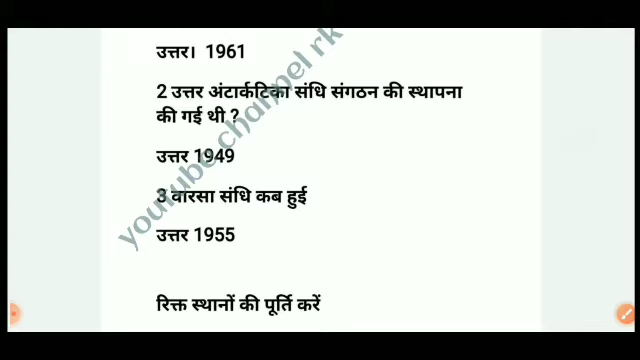 उत्तर। 1961
2 उत्तर अंटार्कटिका संधि संगठन की स्थापना
की गई थी ?
उत्तर 1949
3 वारसा संधि कब हुई
उत्तर 1955
रिक्त स्थानों की पूर्ति करें
youtube channel rk